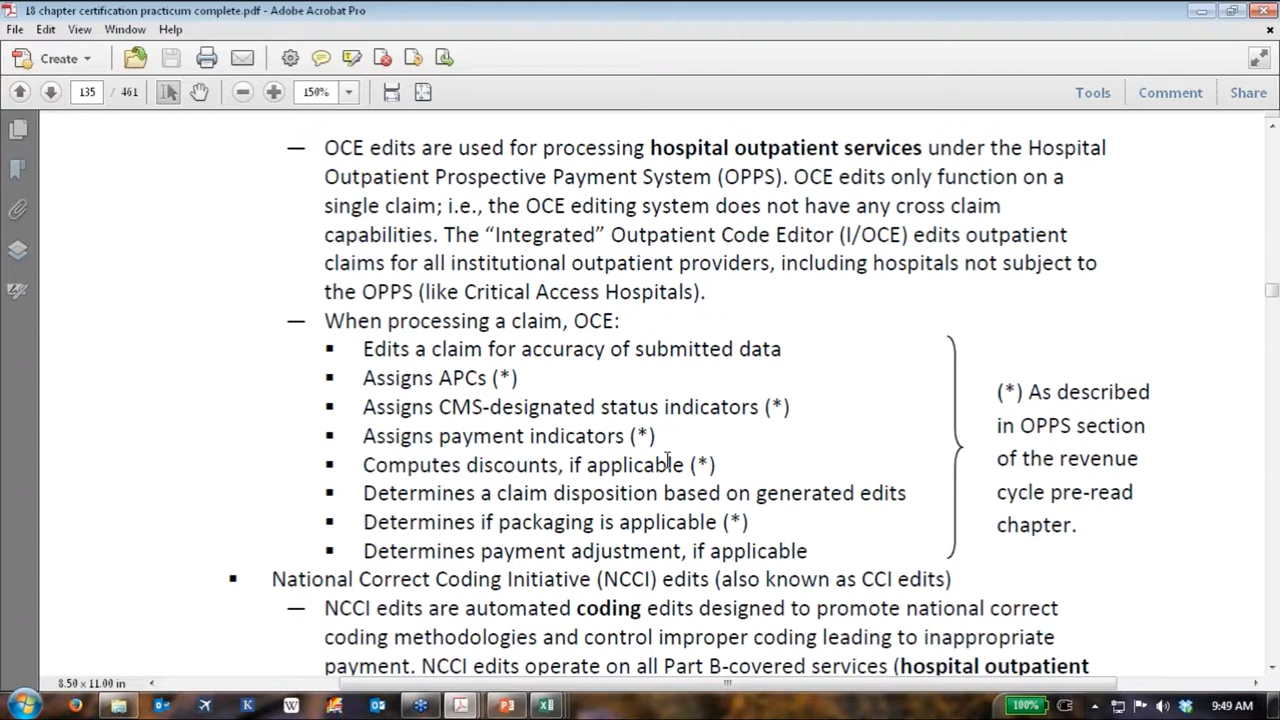 18 chapter certification practicum complete.pdf - Adobe Acrobat Pro
File Edit View Window Help
Create
135 / 461 150% Tools Comment Share
— OCE edits are used for processing hospital outpatient services under the Hospital
Outpatient Prospective Payment System (OPPS). OCE edits only function on a
single claim; i.e., the OCE editing system does not have any cross claim
capabilities. The “Integrated” Outpatient Code Editor (I/OCE) edits outpatient
claims for all institutional outpatient providers, including hospitals not subject to
the OPPS (like Critical Access Hospitals).
— When processing a claim, OCE:
▪ Edits a claim for accuracy of submitted data
▪ Assigns APCs (*)
▪ Assigns CMS-designated status indicators (*)
▪ Assigns payment indicators (*)
▪ Computes discounts, if applicable (*)
▪ Determines a claim disposition based on generated edits
▪ Determines if packaging is applicable (*)
▪ Determines payment adjustment, if applicable
(*) As described
in OPPS section
of the revenue
cycle pre-read
chapter.
▪ National Correct Coding Initiative (NCCI) edits (also known as CCI edits)
— NCCI edits are automated coding edits designed to promote national correct
coding methodologies and control improper coding leading to inappropriate
payment. NCCI edits operate on all Part B-covered services (hospital outpatient
8.50 x 11.00 in
100% 9:49 AM